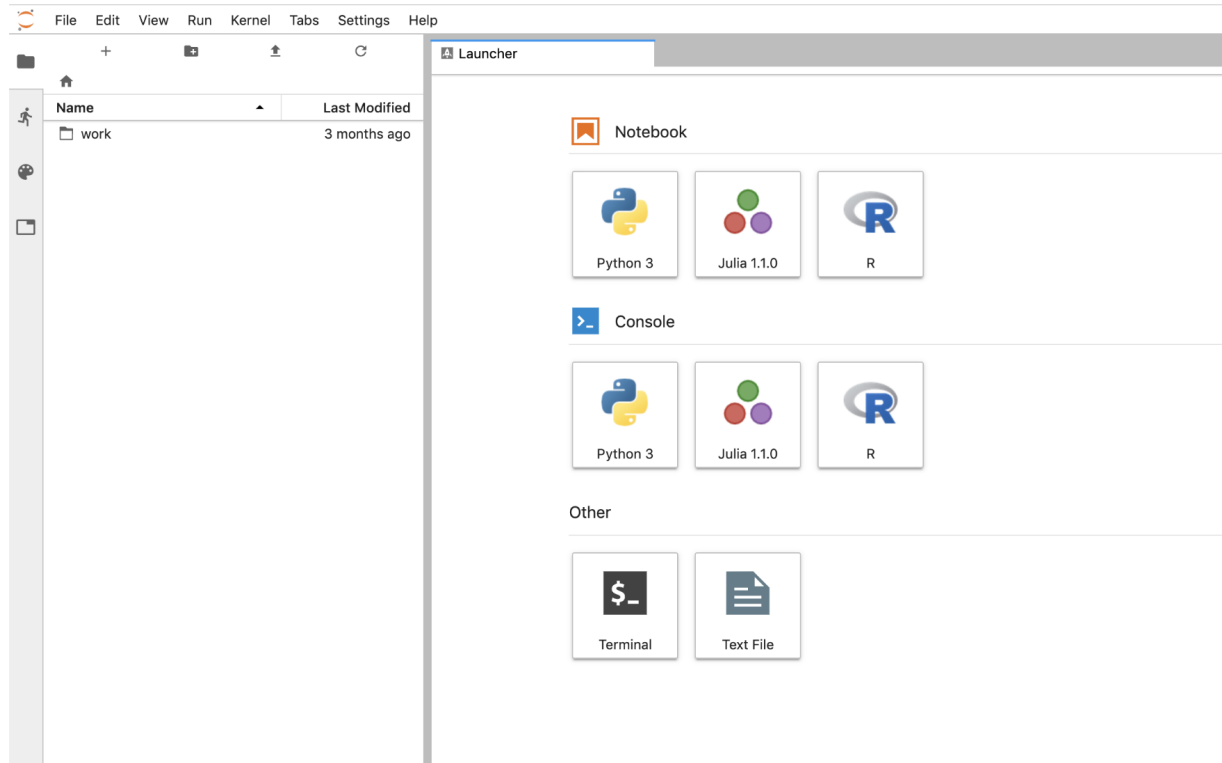 File Edit View Run Kernel Tabs Settings Help
Launcher
Name Last Modified
work 3 months ago
Notebook
Python 3 Julia 1.1.0 R
Console
Python 3 Julia 1.1.0 R
Other
$_
Terminal Text File